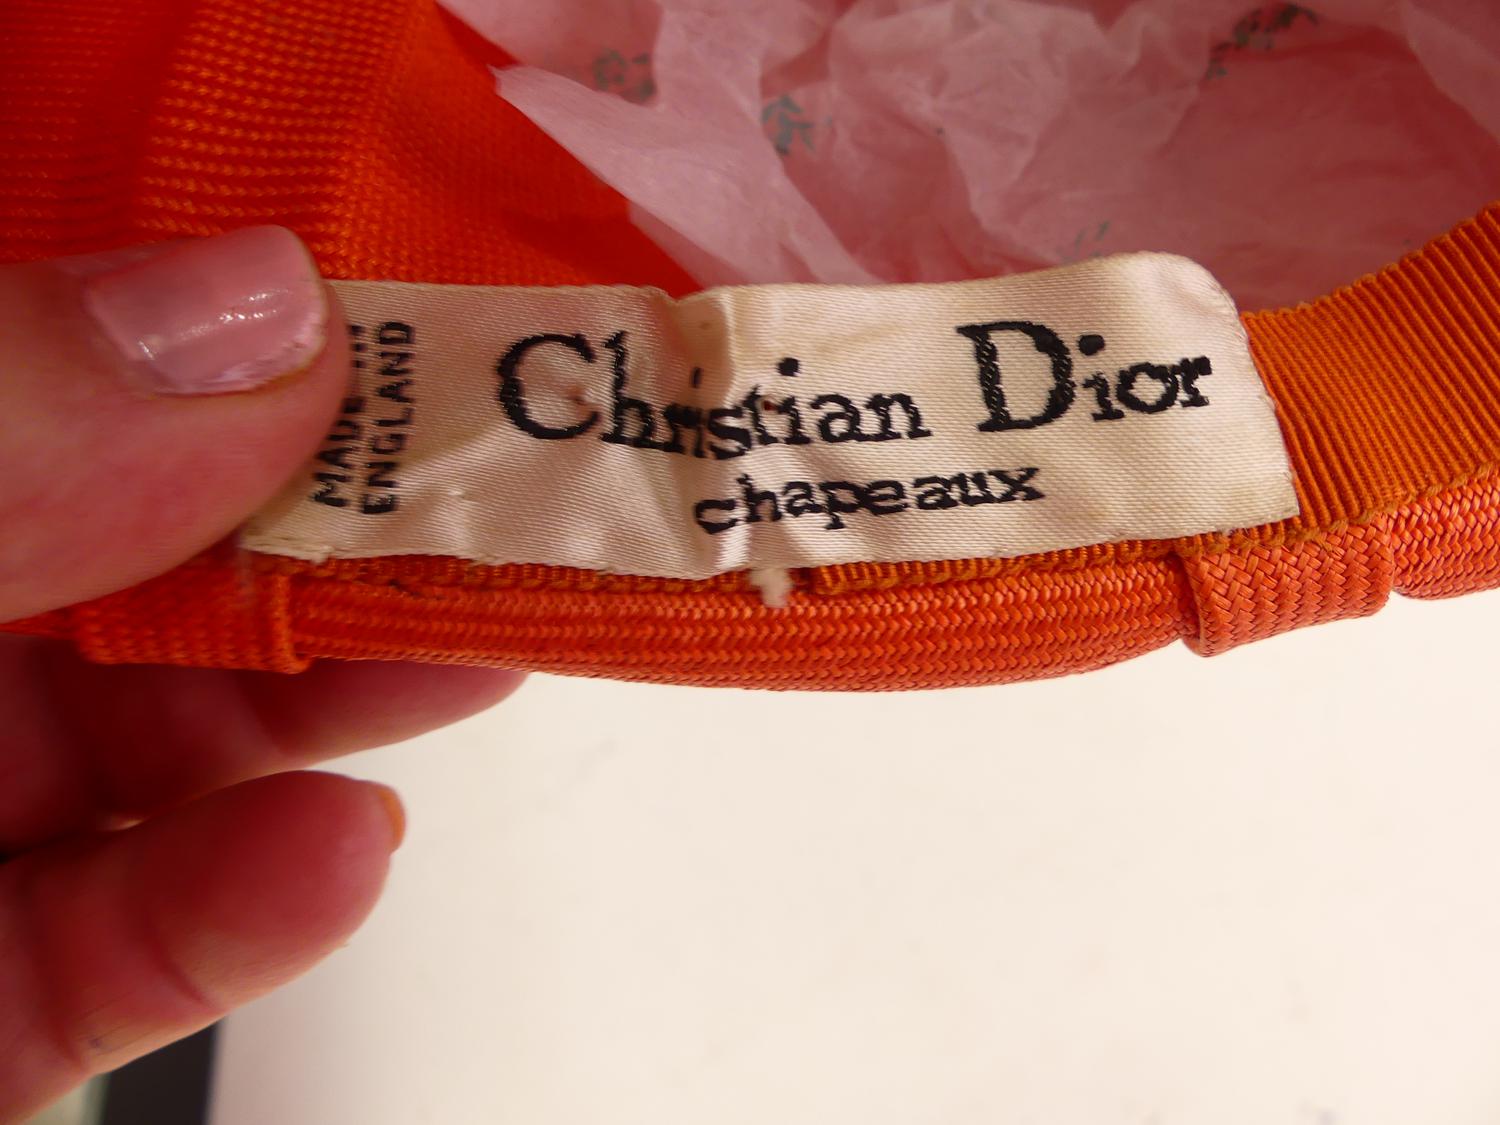 MADE IN
ENGLAND
Christian Dior
chapeaux